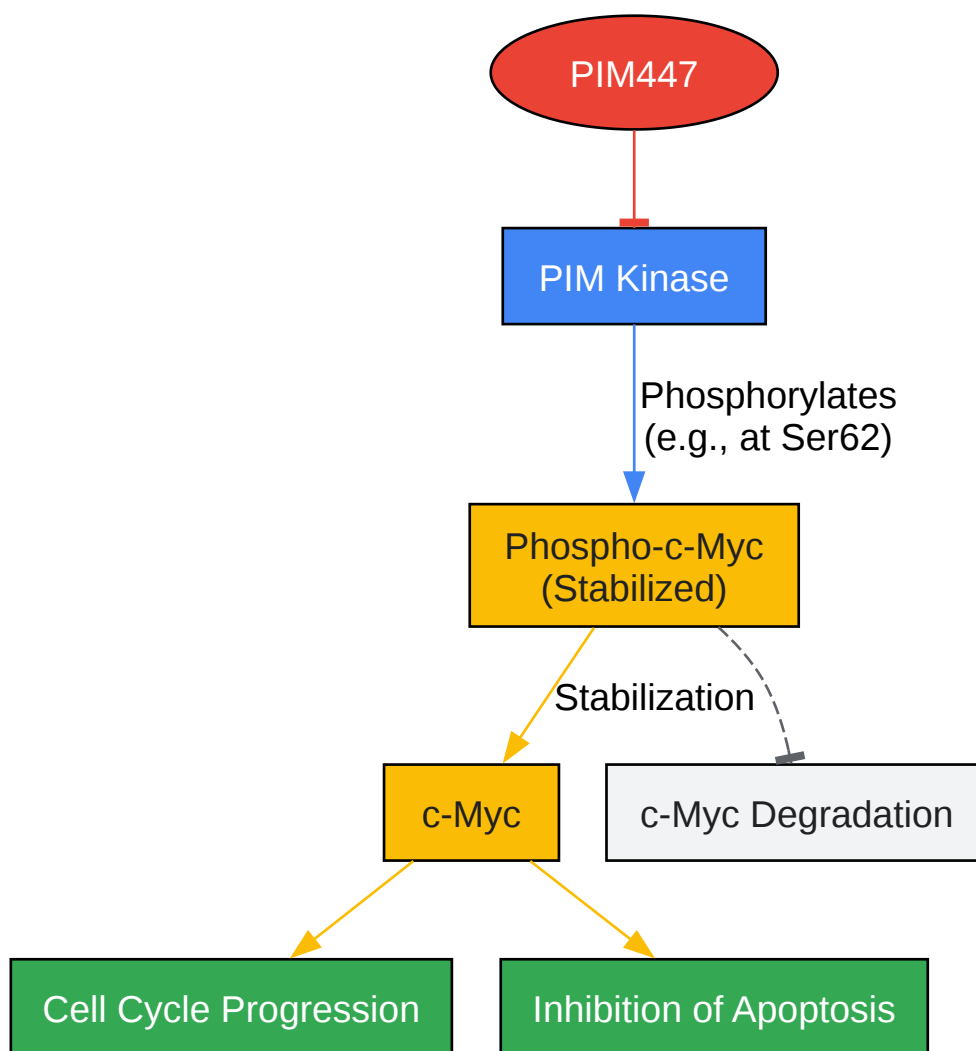 PIM447
PIM Kinase
Phosphorylates
(e.g., at Ser62)
Phospho-c-Myc
(Stabilized)
Stabilization
c-Myc
c-Myc Degradation
Cell Cycle Progression
Inhibition of Apoptosis